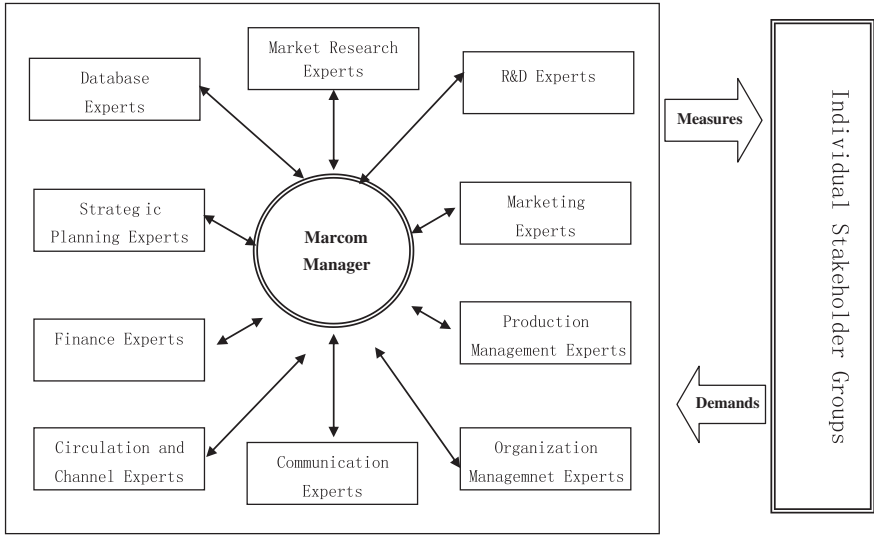 Market Research
Experts
Database
Experts
R&D Experts
Measures
Individual Stakeholder Groups
Strateg ic
Planning Experts
Marcom
Manager
Marketing
Experts
Finance Experts
Production
Management Experts
Demands
Circulation and
Channel Experts
Communication
Experts
Organization
Managemnet Experts